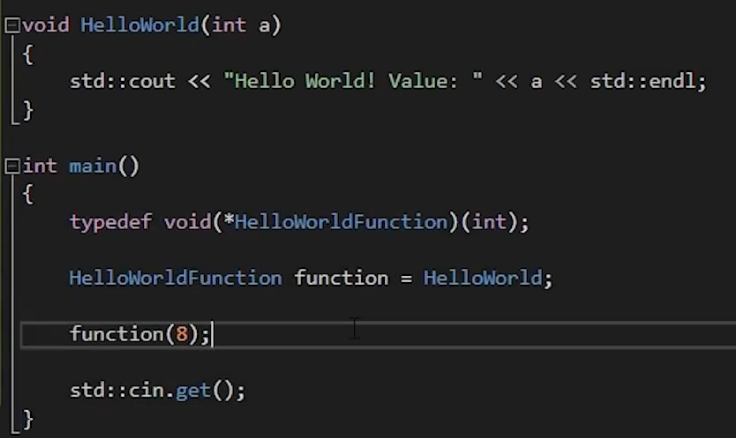 void HelloWorld(int a)
{
    std::cout << "Hello World! Value: " << a << std::endl;
}
int main()
{
    typedef void(*HelloWorldFunction)(int);
    HelloWorldFunction function = HelloWorld;
    function(8);
    std::cin.get();
}